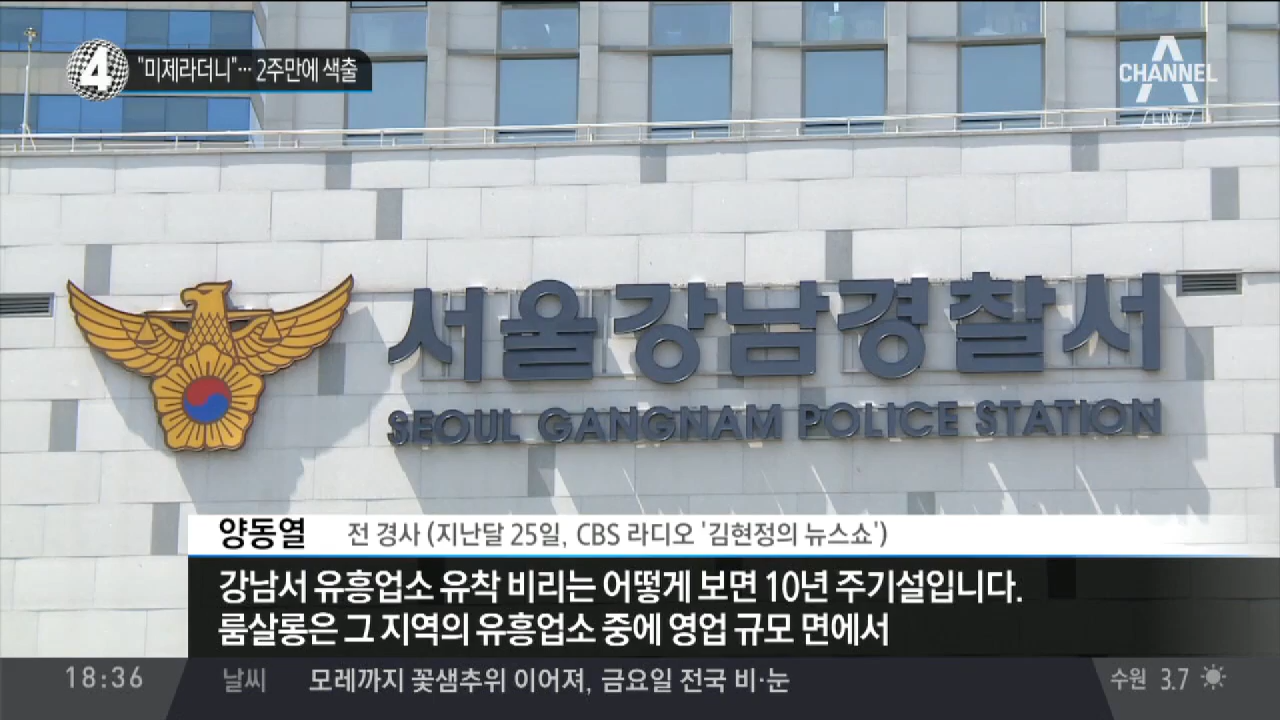 4 "미제라더니"… 2주만에 색출
CHANNEL A
/LIVE/
서울강남경찰서
SEOUL GANGNAM POLICE STATION
양동열 전 경사 (지난달 25일, CBS 라디오 '김현정의 뉴스쇼')
강남서 유흥업소 유착 비리는 어떻게 보면 10년 주기설입니다.
룸살롱은 그 지역의 유흥업소 중에 영업 규모 면에서
18:36 날씨 모레까지 꽃샘추위 이어져, 금요일 전국 비·눈 수원 3.7